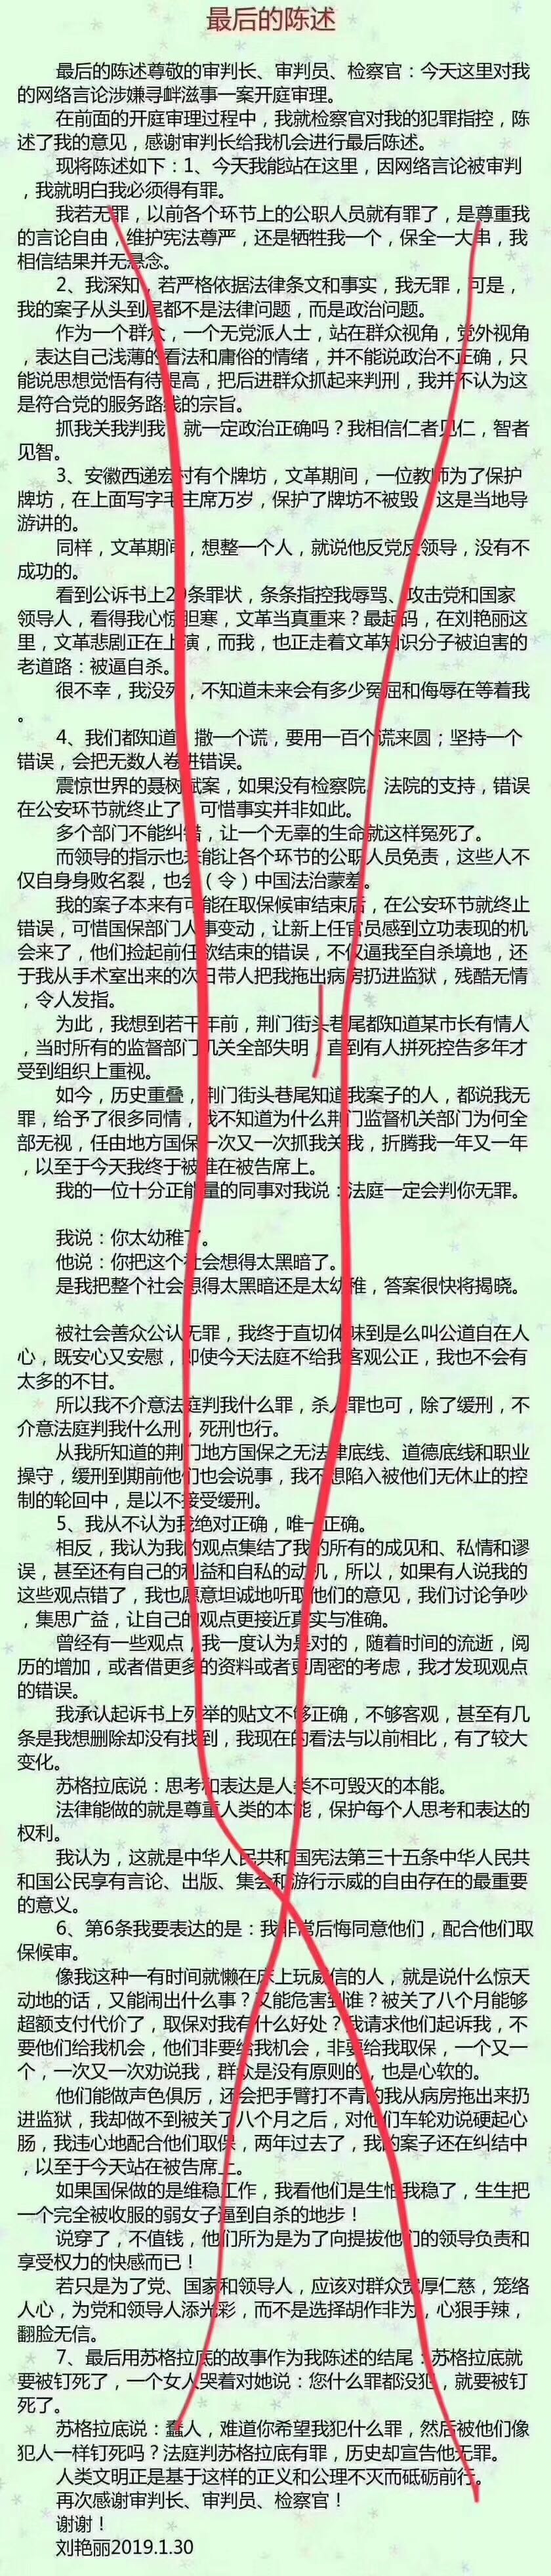 最后的陈述
最后的陈述尊敬的审判长、审判员、检察官：今天这里对我
的网络言论涉嫌寻衅滋事一案开庭审理。
在前面的开庭审理过程中，我就检察官对我的犯罪指控，陈
述了我的意见，感谢审判长给我机会进行最后陈述。
现将陈述如下：1、今天我能站在这里，因网络言论被审判
，我就明白我必须得有罪。
我若无罪，以前各个环节上的公职人员就有罪了，是尊重我
的言论自由，维护宪法尊严，还是牺牲我一个，保全一大串，我
相信结果并无悬念。
2、我深知，若严格依据法律条文和事实，我无罪，可是，
我的案子从头到尾都不是法律问题，而是政治问题。
作为一个群众，一个无党派人士，站在群众视角，党外视角
，表达自己浅薄的看法和庸俗的情绪，并不能说政治不正确，只
能说思想觉悟有待提高，把后进群众抓起来判刑，我并不认为这
是符合党的服务路线的宗旨。
抓我关我判我，就一定政治正确吗？我相信仁者见仁，智者
见智。
3、安徽西递宏村有个牌坊，文革期间，一位教师为了保护
牌坊，在上面写字毛主席万岁，保护了牌坊不被毁，这是当地导
游讲的。
同样，文革期间，想整一个人，就说他反党反领导，没有不
成功的。
看到公诉书上29条罪状，条条指控我辱骂、攻击党和国家
领导人，看得我心惊胆寒，文革当真重来？最起码，在刘艳丽这
里，文革悲剧正在上演，而我，也正走着文革知识分子被迫害的
老道路：被逼自杀。
很不幸，我没死，不知道未来会有多少冤屈和侮辱在等着我
。
4、我们都知道，撒一个谎，要用一百个谎来圆；坚持一个
错误，会把无数人卷进错误。
震惊世界的聂树斌案，如果没有检察院、法院的支持，错误
在公安环节就终止了，可惜事实并非如此。
多个部门不能纠错，让一个无辜的生命就这样冤死了。
而领导的指示也未能让各个环节的公职人员免责，这些人不
仅自身身败名裂，也会（令）中国法治蒙羞。
我的案子本来有可能在取保候审结束后，在公安环节就终止
错误，可惜国保部门人事变动，让新上任官员感到立功表现的机
会来了，他们捡起前任欲结束的错误，不仅逼我至自杀境地，还
于我从手术室出来的次日带人把我拖出病房扔进监狱，残酷无情
，令人发指。
为此，我想到若干年前，荆门街头巷尾都知道某市长有情人
，当时所有的监督部门机关全部失明，直到有人拼死控告多年才
受到组织上重视。
如今，历史重叠，荆门街头巷尾知道我案子的人，都说我无
罪，给予了很多同情，我不知道为什么荆门监督机关部门为何全
部无视，任由地方国保一次又一次抓我关我，折腾我一年又一年
，以至于今天我终于被推在被告席上。
我的一位十分正能量的同事对我说：法庭一定会判你无罪。
我说：你太幼稚了。
他说：你把这个社会想得太黑暗了。
是我把整个社会想得太黑暗还是太幼稚，答案很快将揭晓。
被社会善众公认无罪，我终于直切体味到是么叫公道自在人
心，既安心又安慰，即使今天法庭不给我客观公正，我也不会有
太多的不甘。
所以我不介意法庭判我什么罪，杀人罪也可，除了缓刑，不
介意法庭判我什么刑，死刑也行。
从我所知道的荆门地方国保之无法律底线、道德底线和职业
操守，缓刑到期前他们也会说事，我不想陷入被他们无休止的控
制的轮回中，是以不接受缓刑。
5、我从不认为我绝对正确，唯一正确。
相反，我认为我的观点集结了我的所有的成见和、私情和谬
误，甚至还有自己的利益和自私的动机，所以，如果有人说我的
这些观点错了，我也愿意坦诚地听取他们的意见，我们讨论争吵
，集思广益，让自己的观点更接近真实与准确。
曾经有一些观点，我一度认为是对的，随着时间的流逝，阅
历的增加，或者借更多的资料或者更周密的考虑，我才发现观点
的错误。
我承认起诉书上列举的贴文不够正确，不够客观，甚至有几
条是我想删除却没有找到，我现在的看法与以前相比，有了较大
变化。
苏格拉底说：思考和表达是人类不可毁灭的本能。
法律能做的就是尊重人类的本能，保护每个人思考和表达的
权利。
我认为，这就是中华人民共和国宪法第三十五条中华人民共
和国公民享有言论、出版、集会和游行示威的自由存在的最重要
的意义。
6、第6条我要表达的是：我非常后悔同意他们，配合他们取
保候审。
像我这种一有时间就懒在床上玩威信的人，就是说什么惊天
动地的话，又能闹出什么事？又能危害到谁？被关了八个月能够
超额支付代价了，取保对我有什么好处？我请求他们起诉我，不
要他们给我机会，他们非要给我机会，非要给我取保，一个又一
个，一次又一次劝说我，群众是没有原则的，也是心软的。
他们能做声色俱厉，还会把手臂打不青的我从病房拖出来扔
进监狱，我却做不到被关了八个月之后，对他们车轮劝说硬起心
肠，我违心地配合他们取保，两年过去了，我的案子还在纠结中
，以至于今天站在被告席上。
如果国保做的是维稳工作，我看他们是生怕我稳了，生生把
一个完全被收服的弱女子逼到自杀的地步！
说穿了，不值钱，他们所为是为了向提拔他们的领导负责和
享受权力的快感而已！
若只是为了党、国家和领导人，应该对群众宽厚仁慈，笼络
人心，为党和领导人添光彩，而不是选择胡作非为，心狠手辣，
翻脸无信。
7、最后用苏格拉底的故事作为我陈述的结尾：苏格拉底就
要被钉死了，一个女人哭着对她说：您什么罪都没犯，就要被钉
死了。
苏格拉底说：蠢人，难道你希望我犯什么罪，然后被他们像
犯人一样钉死吗？法庭判苏格拉底有罪，历史却宣告他无罪。
人类文明正是基于这样的正义和公理不灭而砥砺前行。
再次感谢审判长、审判员、检察官！
谢谢！
刘艳丽2019.1.30